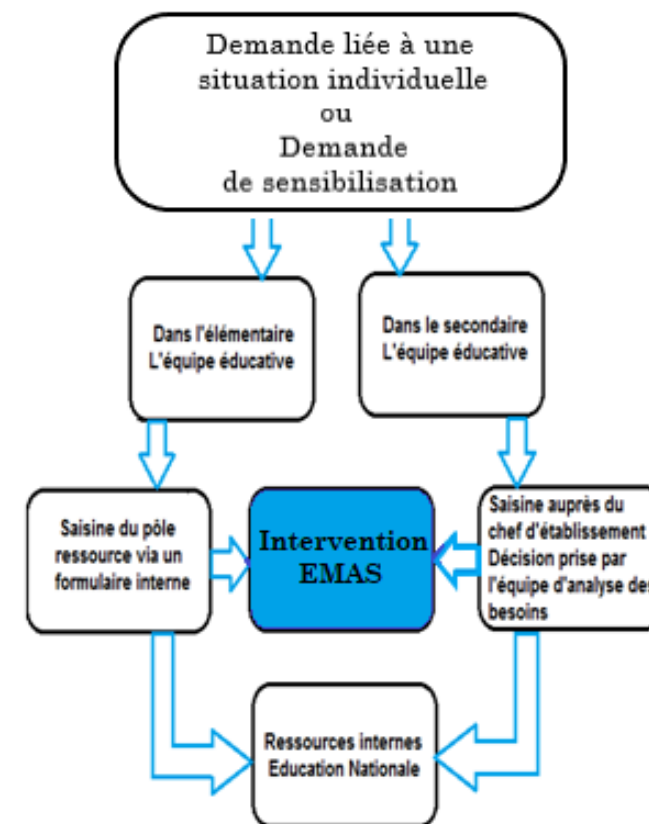 Demande liée à une
situation individuelle
ou
Demande
de sensibilisation
Dans l'élémentaire
L'équipe éducative
Dans le secondaire
L'équipe éducative
Saisine du pôle
ressource via un
formulaire interne
Intervention
EMAS
Saisine auprès du
chef d'établissement
Décision prise par
l'équipe d'analyse des
besoins
Ressources internes
Education Nationale